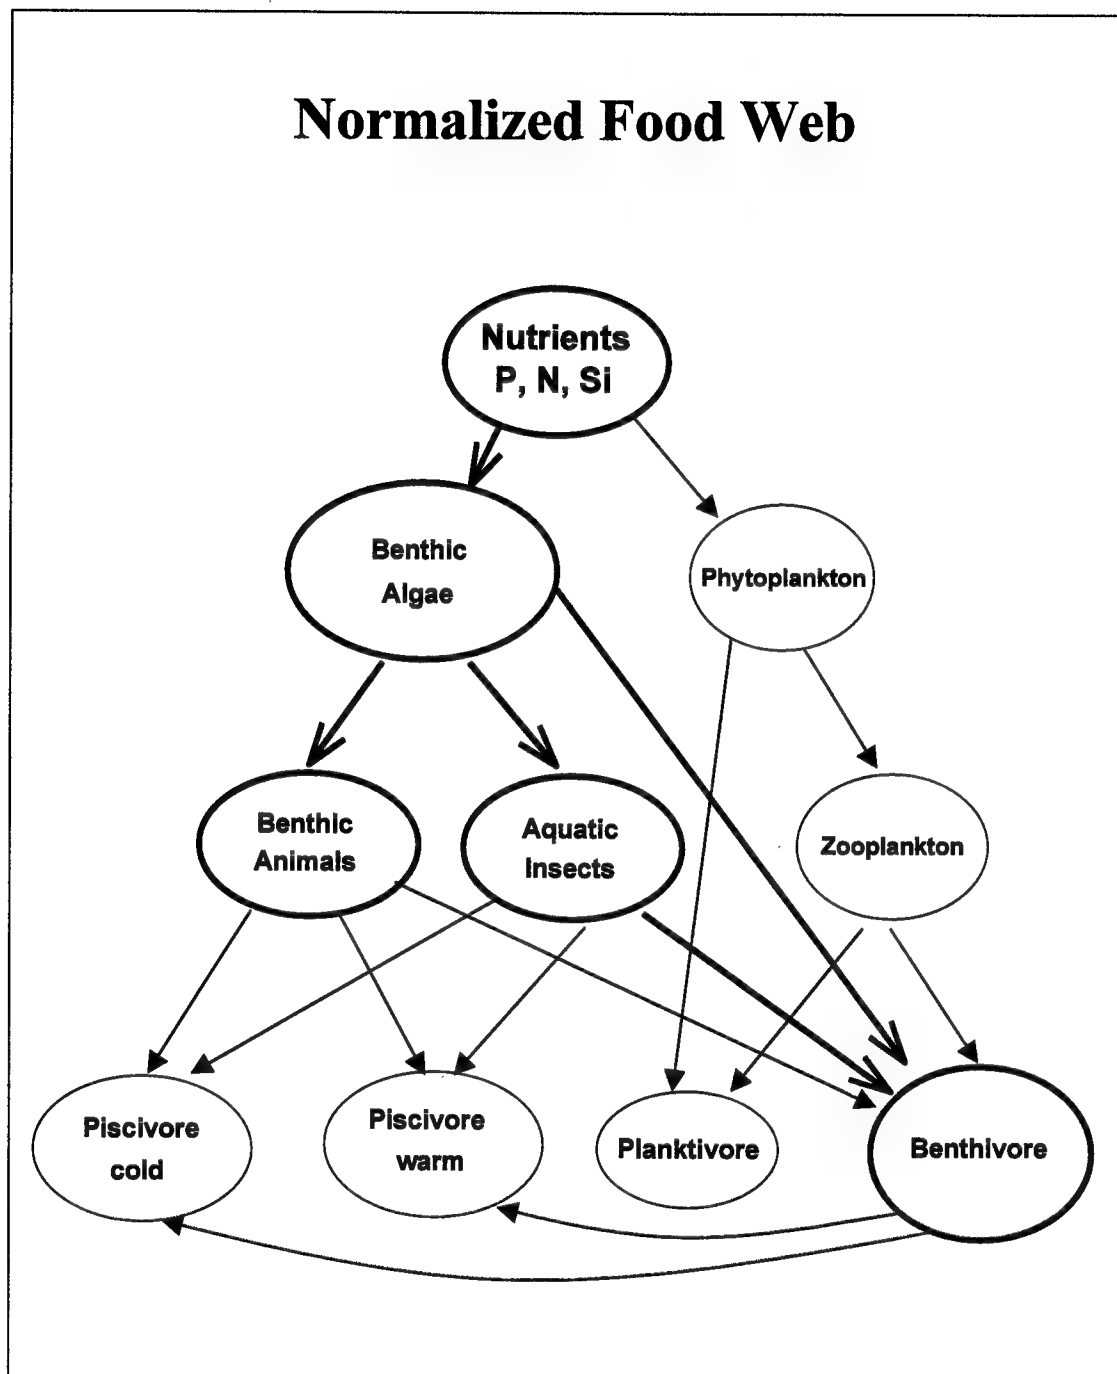 Normalized Food Web
Nutrients
P, N, Si
Benthic
Algae
Phytoplankton
Benthic
Animals
Aquatic
Insects
Zooplankton
Piscivore
cold
Piscivore
warm
Planktivore
Benthivore